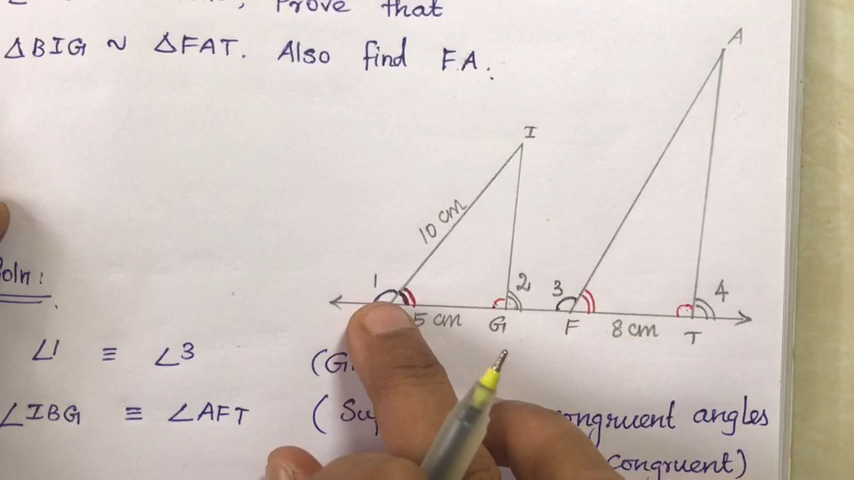 Prove that
ΔBIG ~ ΔFAT. Also find FA.
A
I
10 cm
1
2
3
4
5 cm
G
F
8 cm
T
Soln:
∠1 ≡ ∠3
∠IBG ≡ ∠AFT ( angles
congruent)